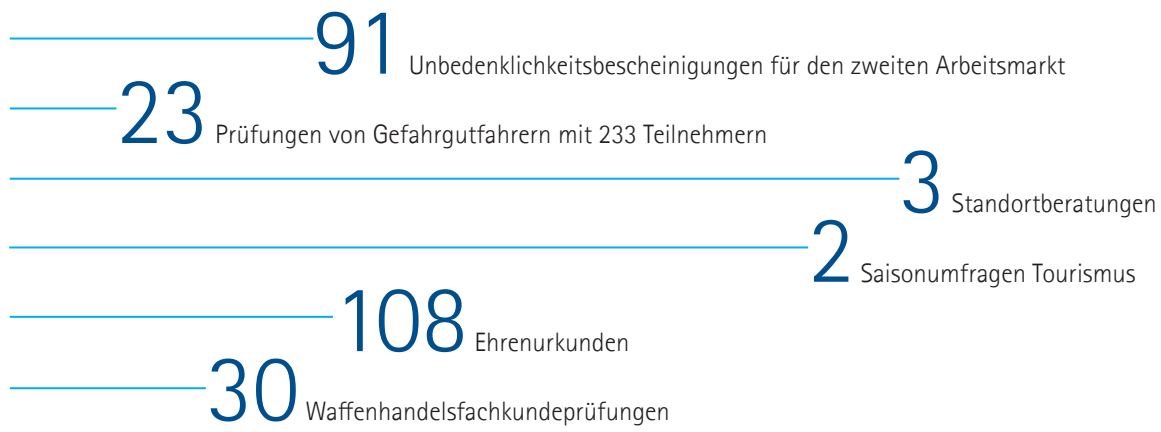 91 Unbedenklichkeitsbescheinigungen für den zweiten Arbeitsmarkt
23 Prüfungen von Gefahrgutfahrern mit 233 Teilnehmern
3 Standortberatungen
2 Saisonumfragen Tourismus
108 Ehrenurkunden
30 Waffenhandelsfachkundeprüfungen